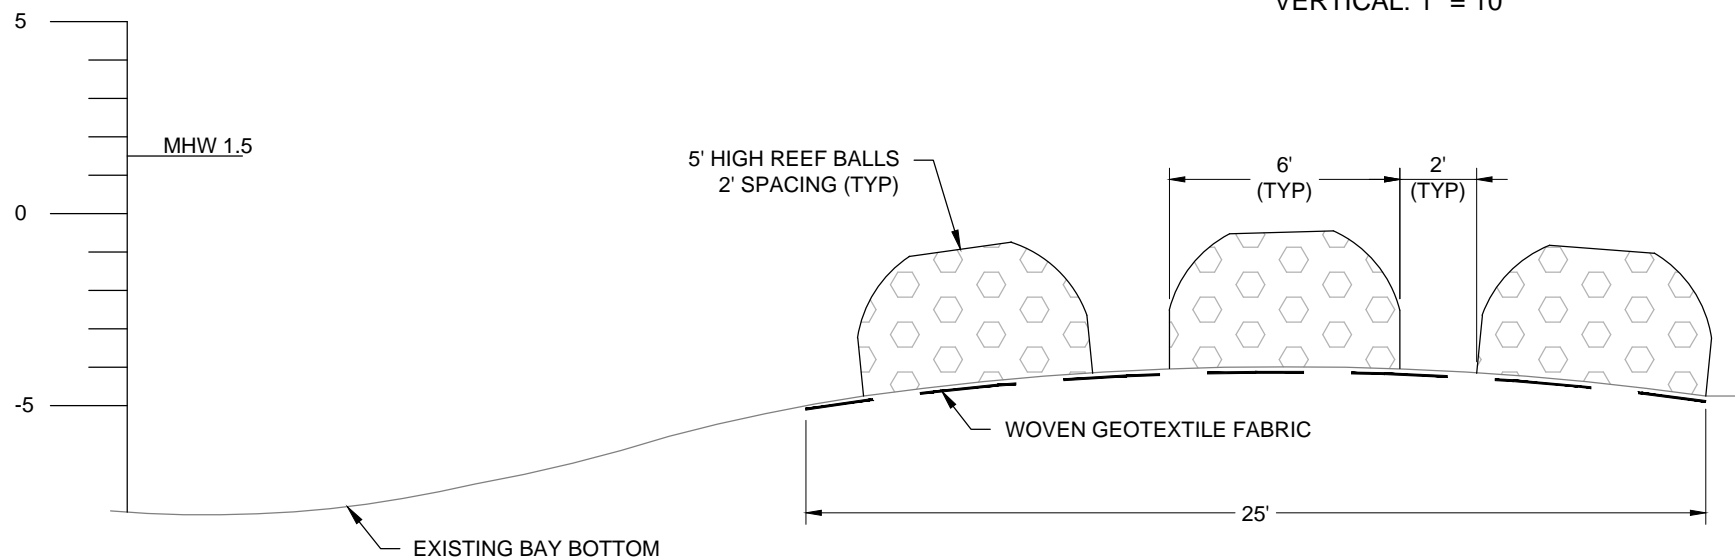 VERTICAL: 1" = 10'
5
MHW 1.5
5' HIGH REEF BALLS
2' SPACING (TYP)
6'
(TYP)
2'
(TYP)
0
-5
WOVEN GEOTEXTILE FABRIC
25'
EXISTING BAY BOTTOM